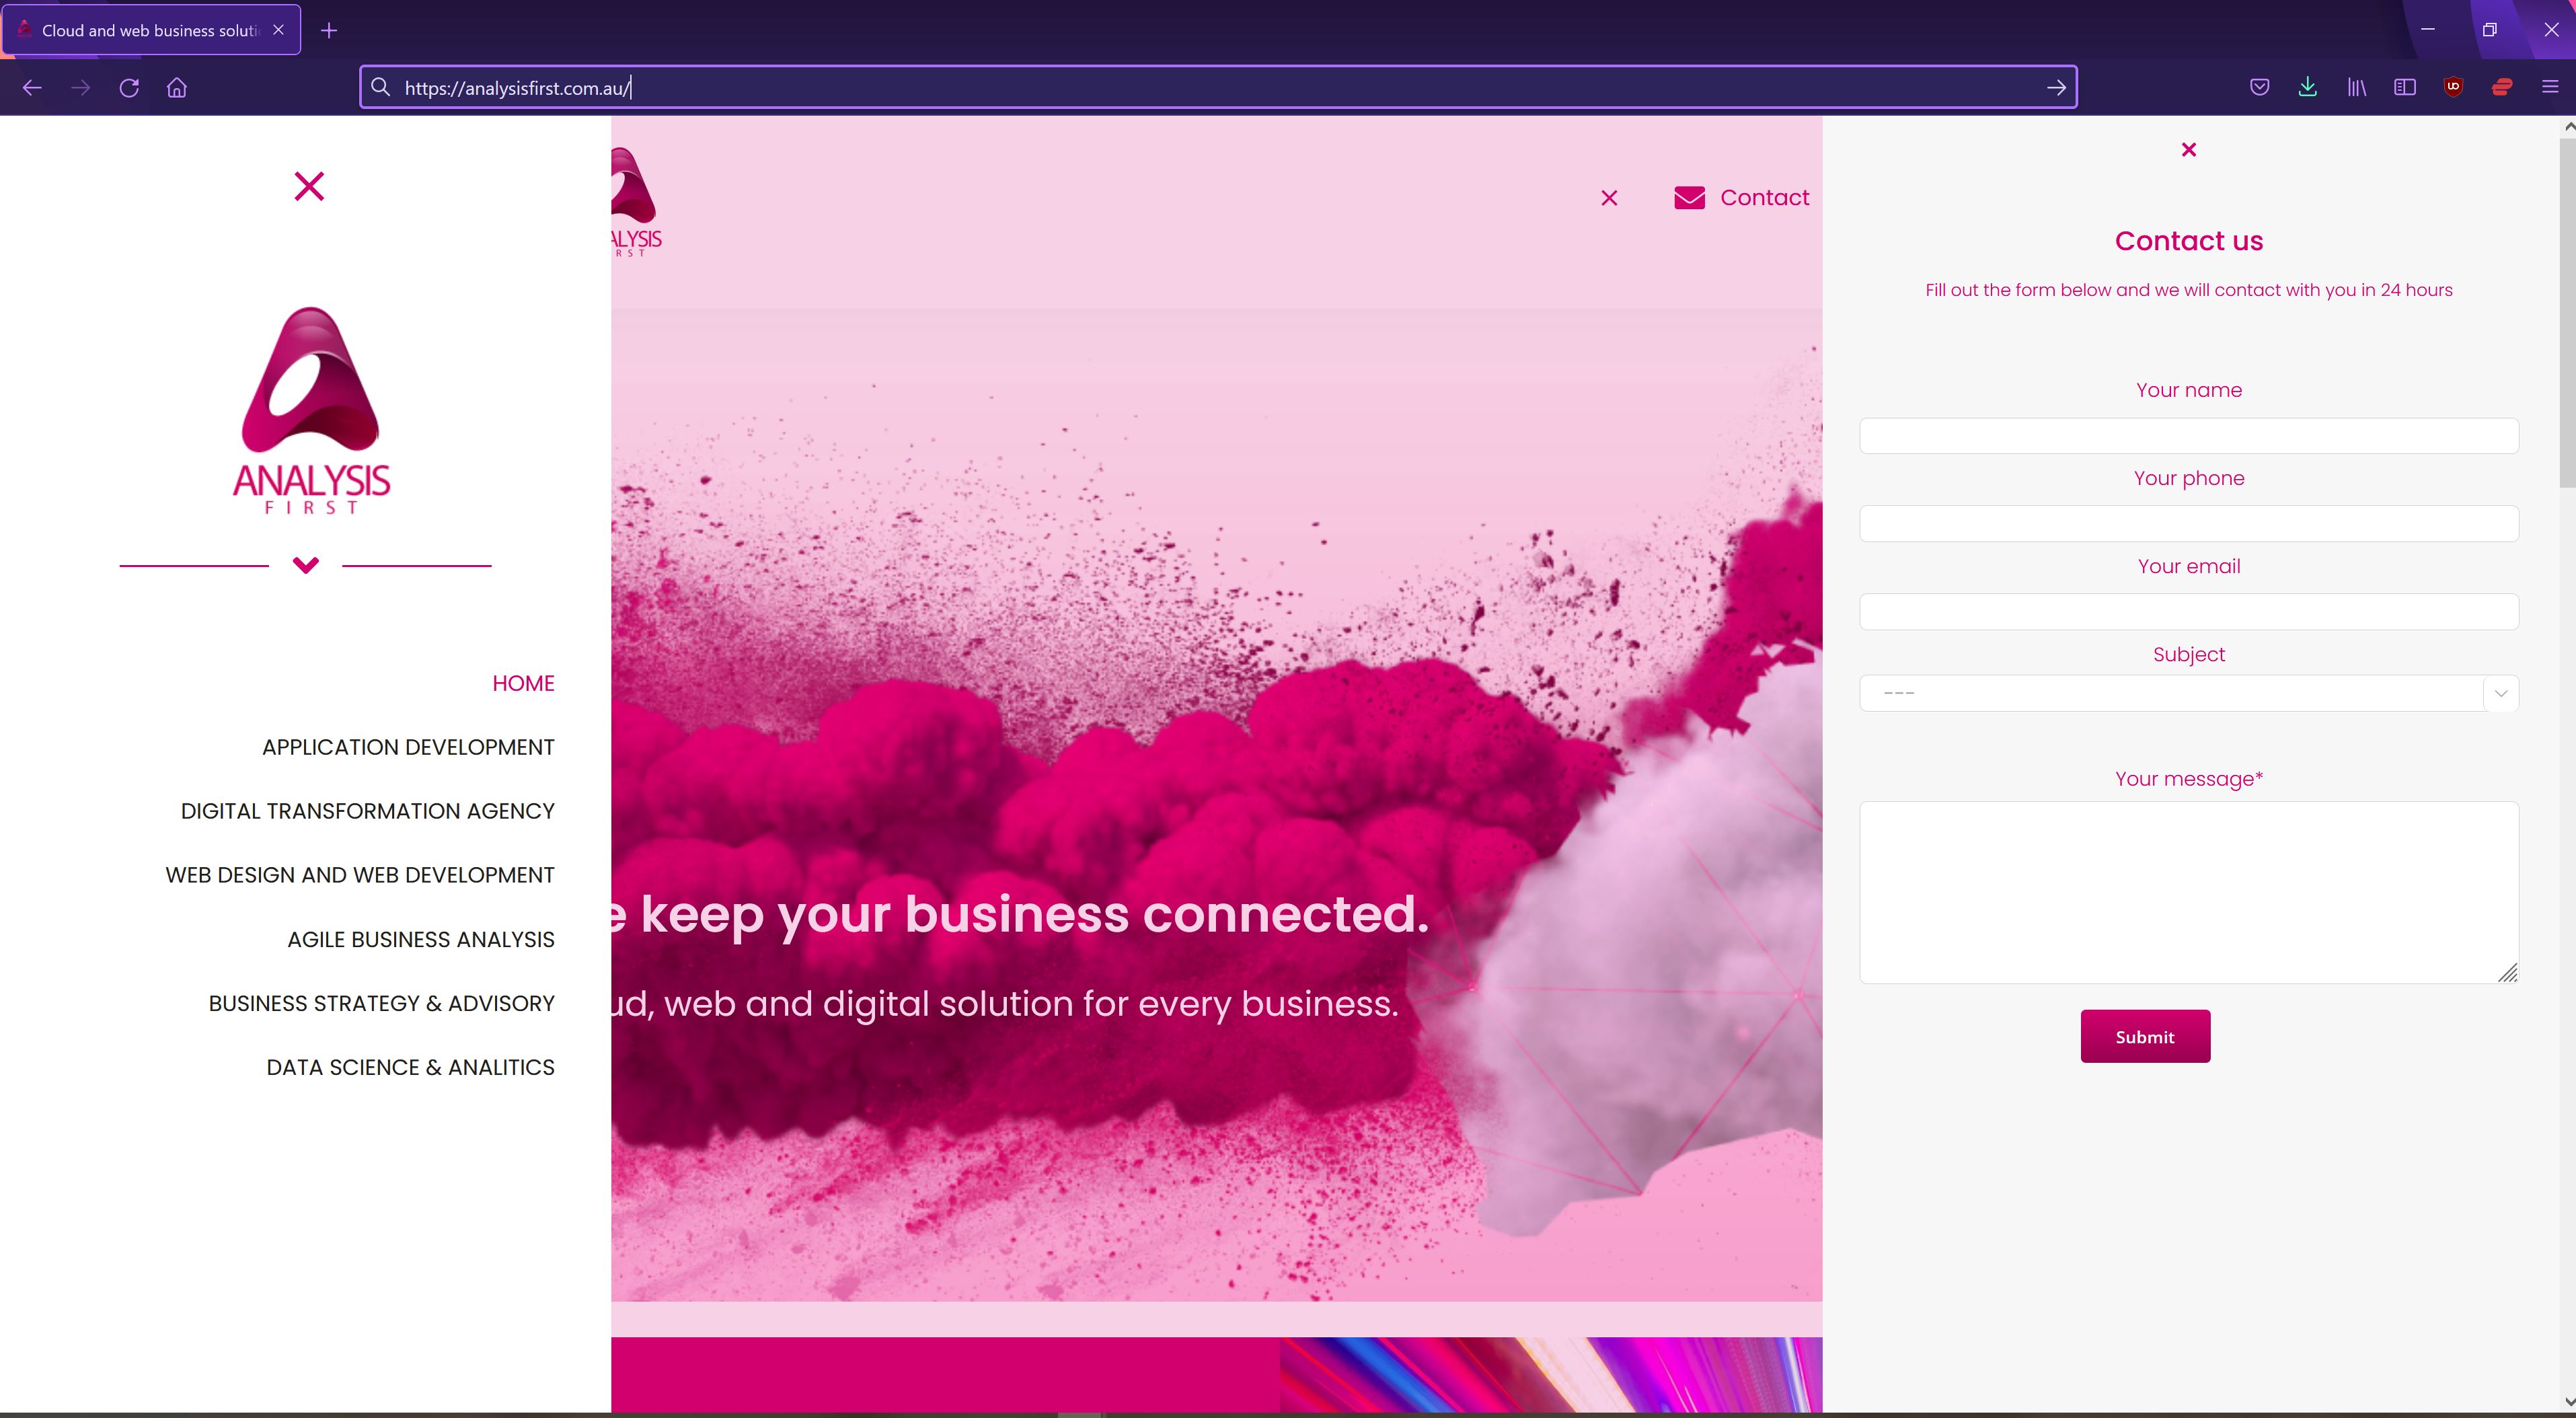 Cloud and web business soluti
https://analysisfirst.com.au/
ANALYSIS
FIRST
HOME
APPLICATION DEVELOPMENT
DIGITAL TRANSFORMATION AGENCY
WEB DESIGN AND WEB DEVELOPMENT
AGILE BUSINESS ANALYSIS
BUSINESS STRATEGY & ADVISORY
DATA SCIENCE & ANALITICS
ALYSIS
RST
Contact
e keep your business connected.
ud, web and digital solution for every business.
Contact us
Fill out the form below and we will contact with you in 24 hours
Your name
Your phone
Your email
Subject
---
Your message*
Submit